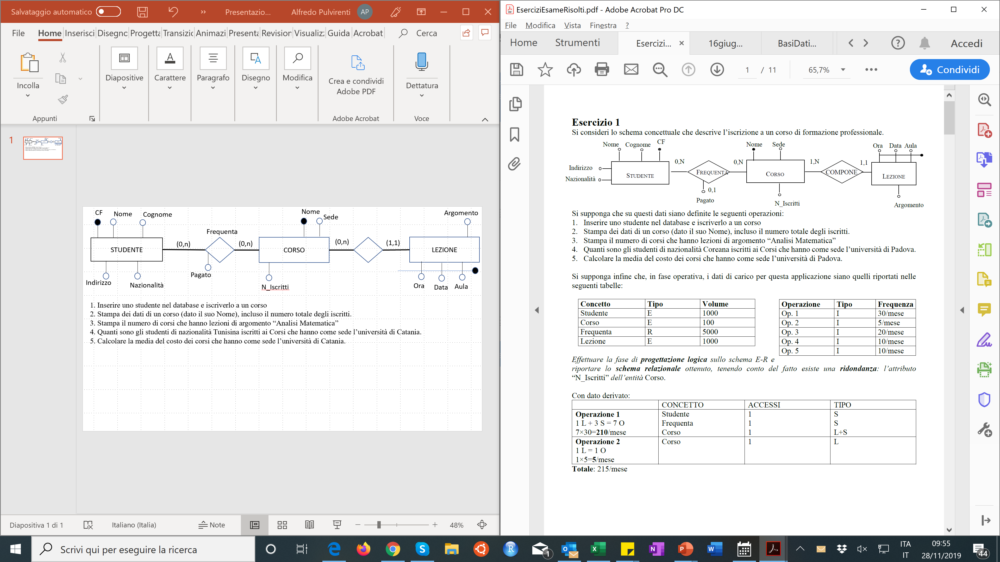 Salvataggio automatico
»
Presentazio...
Alfredo Pulvirenti
AP
File
Home
Inserisci
Disegno
Progetta
Transizio
Animazi
Presenta
Revision
Visualizz
Guida
Acrobat
Cerca
Incolla
Diapositive
Carattere
Paragrafo
Disegno
Modifica
Crea e condividi
Adobe PDF
Dettatura
Appunti
Adobe Acrobat
Voce
1
CF
Nome
Cognome
Nome
Sede
Argomento
Frequenta
STUDENTE
(0,n)
(0,n)
CORSO
(0,n)
(1,1)
LEZIONE
Indirizzo
Nazionalità
Pagato
N_Iscritti
Ora
Data
Aula
1. Inserire uno studente nel database e iscriverlo a un corso
2. Stampa dei dati di un corso (dato il suo Nome), incluso il numero totale degli iscritti.
3. Stampa il numero di corsi che hanno lezioni di argomento “Analisi Matematica”
4. Quanti sono gli studenti di nazionalità Tunisina iscritti ai Corsi che hanno come sede l’università di Catania.
5. Calcolare la media del costo dei corsi che hanno come sede l’università di Catania.
Diapositiva 1 di 1
Italiano (Italia)
Note
48%
EserciziEsameRisolti.pdf - Adobe Acrobat Pro DC
File
Modifica
Vista
Finestra
?
Home
Strumenti
Esercizi...
×
16giug...
BasiDati...
Accedi
1
/ 11
65,7%
Condividi
Esercizio 1
Si consideri lo schema concettuale che descrive l’iscrizione a un corso di formazione professionale.
Nome
Cognome
CF
Nome
Sede
Ora
Data
Aula
Indirizzo
Nazionalità
STUDENTE
0,N
FREQUENTA
0,N
CORSO
1,N
COMPONE
1,1
LEZIONE
0,1
Pagato
N_Iscritti
Argomento
Si supponga che su questi dati siano definite le seguenti operazioni:
1. Inserire uno studente nel database e iscriverlo a un corso
2. Stampa dei dati di un corso (dato il suo Nome), incluso il numero totale degli iscritti.
3. Stampa il numero di corsi che hanno lezioni di argomento “Analisi Matematica”
4. Quanti sono gli studenti di nazionalità Coreana iscritti ai Corsi che hanno come sede l’università di Padova.
5. Calcolare la media del costo dei corsi che hanno come sede l’università di Padova.
Si supponga infine che, in fase operativa, i dati di carico per questa applicazione siano quelli riportati nelle
seguenti tabelle:
Concetto Tipo Volume
Studente E 1000
Corso E 100
Frequenta R 5000
Lezione E 1000
Operazione Tipo Frequenza
Op. 1 I 30/mese
Op. 2 I 5/mese
Op. 3 I 20/mese
Op. 4 I 10/mese
Op. 5 I 10/mese
Effettuare la fase di progettazione logica sullo schema E-R e
riportare lo schema relazionale ottenuto, tenendo conto del fatto esiste una ridondanza: l’attributo
“N_Iscritti” dell’entità Corso.
Con dato derivato:
CONCETTO ACCESSI TIPO
Operazione 1 Studente 1 S
1 L + 3 S = 7 O Frequenta 1 S
7×30=210/mese Corso 1 L+S
Operazione 2 Corso 1 L
1 L = 1 O
1×5=5/mese
Totale: 215/mese
Scrivi qui per eseguire la ricerca
1
ITA
IT
09:55
28/11/2019
44